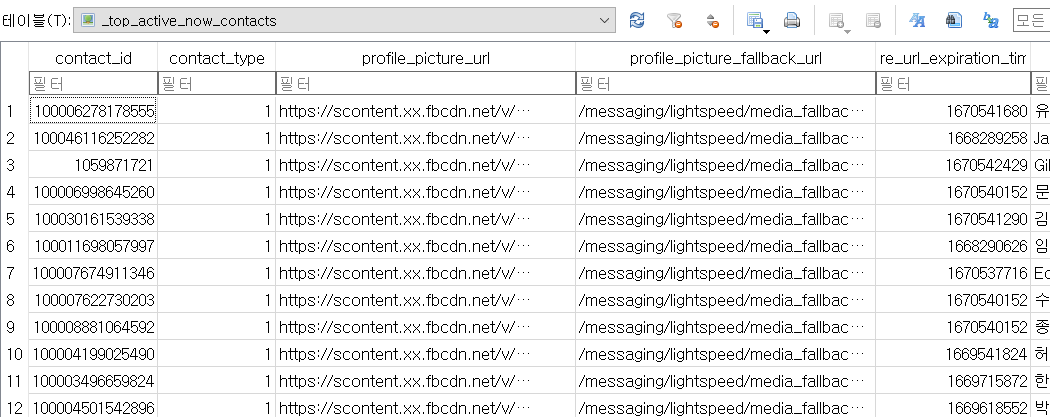 테이블(T): _top_active_now_contacts 모든
contact_id contact_type profile_picture_url profile_picture_fallback_url re_url_expiration_tim
필터 필터 필터 필터 필터
1 100006278178555 1 https://scontent.xx.fbcdn.net/v/… /messaging/lightspeed/media_fallbac… 1670541680 유
2 100046116252282 1 https://scontent.xx.fbcdn.net/v/… /messaging/lightspeed/media_fallbac… 1668289258 Ja
3 1059871721 1 https://scontent.xx.fbcdn.net/v/… /messaging/lightspeed/media_fallbac… 1670542429 Gil
4 100006998645260 1 https://scontent.xx.fbcdn.net/v/… /messaging/lightspeed/media_fallbac… 1670540152 문
5 100030161539338 1 https://scontent.xx.fbcdn.net/v/… /messaging/lightspeed/media_fallbac… 1670541290 김
6 100011698057997 1 https://scontent.xx.fbcdn.net/v/… /messaging/lightspeed/media_fallbac… 1668290626 임
7 100007674911346 1 https://scontent.xx.fbcdn.net/v/… /messaging/lightspeed/media_fallbac… 1670537716 Ec
8 100007622730203 1 https://scontent.xx.fbcdn.net/v/… /messaging/lightspeed/media_fallbac… 1670540152 수
9 100008881064592 1 https://scontent.xx.fbcdn.net/v/… /messaging/lightspeed/media_fallbac… 1670540152 종
10 100004199025490 1 https://scontent.xx.fbcdn.net/v/… /messaging/lightspeed/media_fallbac… 1669541824 허
11 100003496659824 1 https://scontent.xx.fbcdn.net/v/… /messaging/lightspeed/media_fallbac… 1669715872 한
12 100004501542896 1 https://scontent.xx.fbcdn.net/v/… /messaging/lightspeed/media_fallbac… 1669618552 박